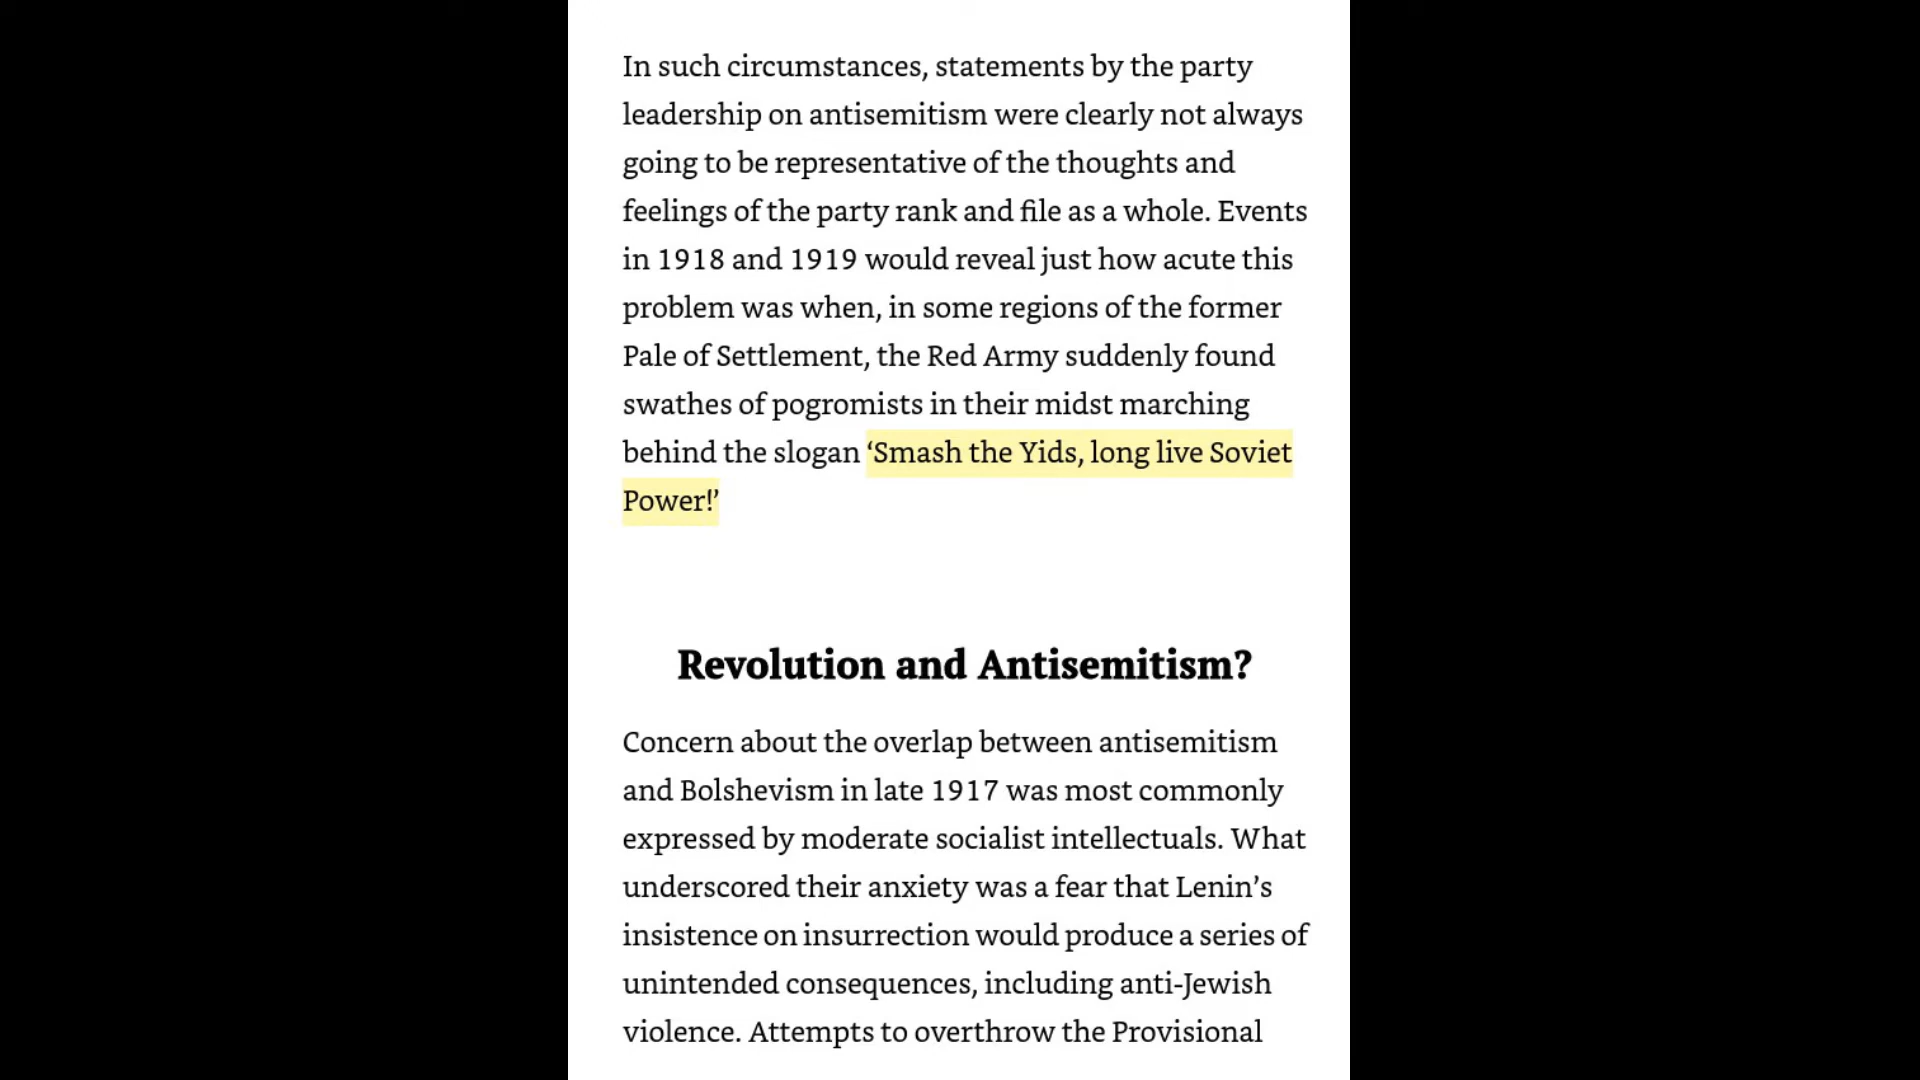 In such circumstances, statements by the party
leadership on antisemitism were clearly not always
going to be representative of the thoughts and
feelings of the party rank and file as a whole. Events
in 1918 and 1919 would reveal just how acute this
problem was when, in some regions of the former
Pale of Settlement, the Red Army suddenly found
swathes of pogromists in their midst marching
behind the slogan ‘Smash the Yids, long live Soviet
Power!’
Revolution and Antisemitism?
Concern about the overlap between antisemitism
and Bolshevism in late 1917 was most commonly
expressed by moderate socialist intellectuals. What
underscored their anxiety was a fear that Lenin’s
insistence on insurrection would produce a series of
unintended consequences, including anti-Jewish
violence. Attempts to overthrow the Provisional